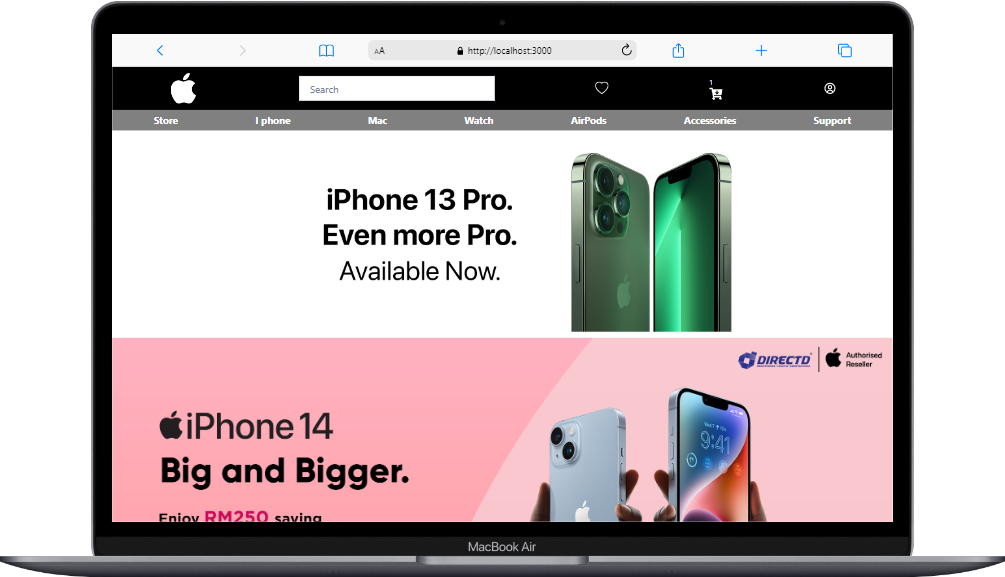 AA
http://localhost:3000
Search
1
Store
I phone
Mac
Watch
AirPods
Accessories
Support
iPhone 13 Pro.
Even more Pro.
Available Now.
DIRECTD
Authorised
Reseller
iPhone 14
Big and Bigger.
9:41
Enjoy RM250 saving
MacBook Air